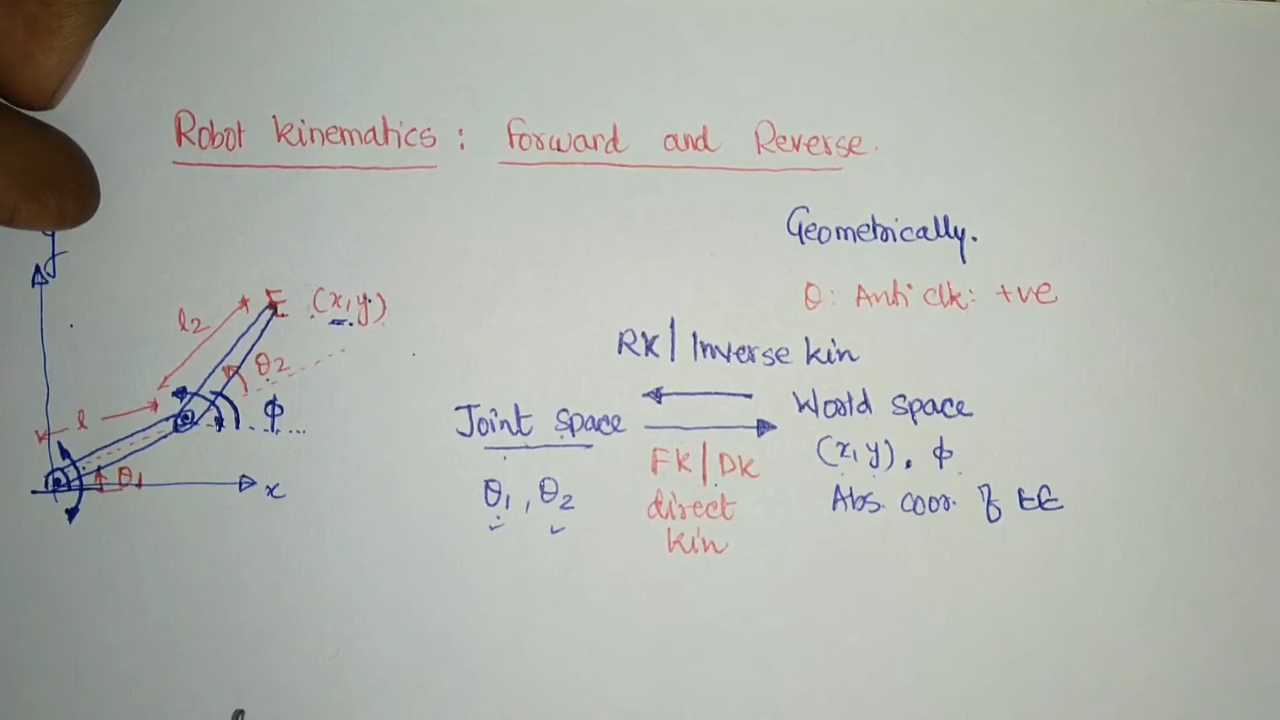 Robot kinematics : Forward and Reverse.
Geometrically.
θ: Anti clk: +ve
y
l2
E (x,y)
θ2
l
ϕ
θ1
x
RK | Inverse kin
Joint space
World space
FK | DK
direct
kin
θ1, θ2
(x,y), ϕ
Abs. coor. of EE